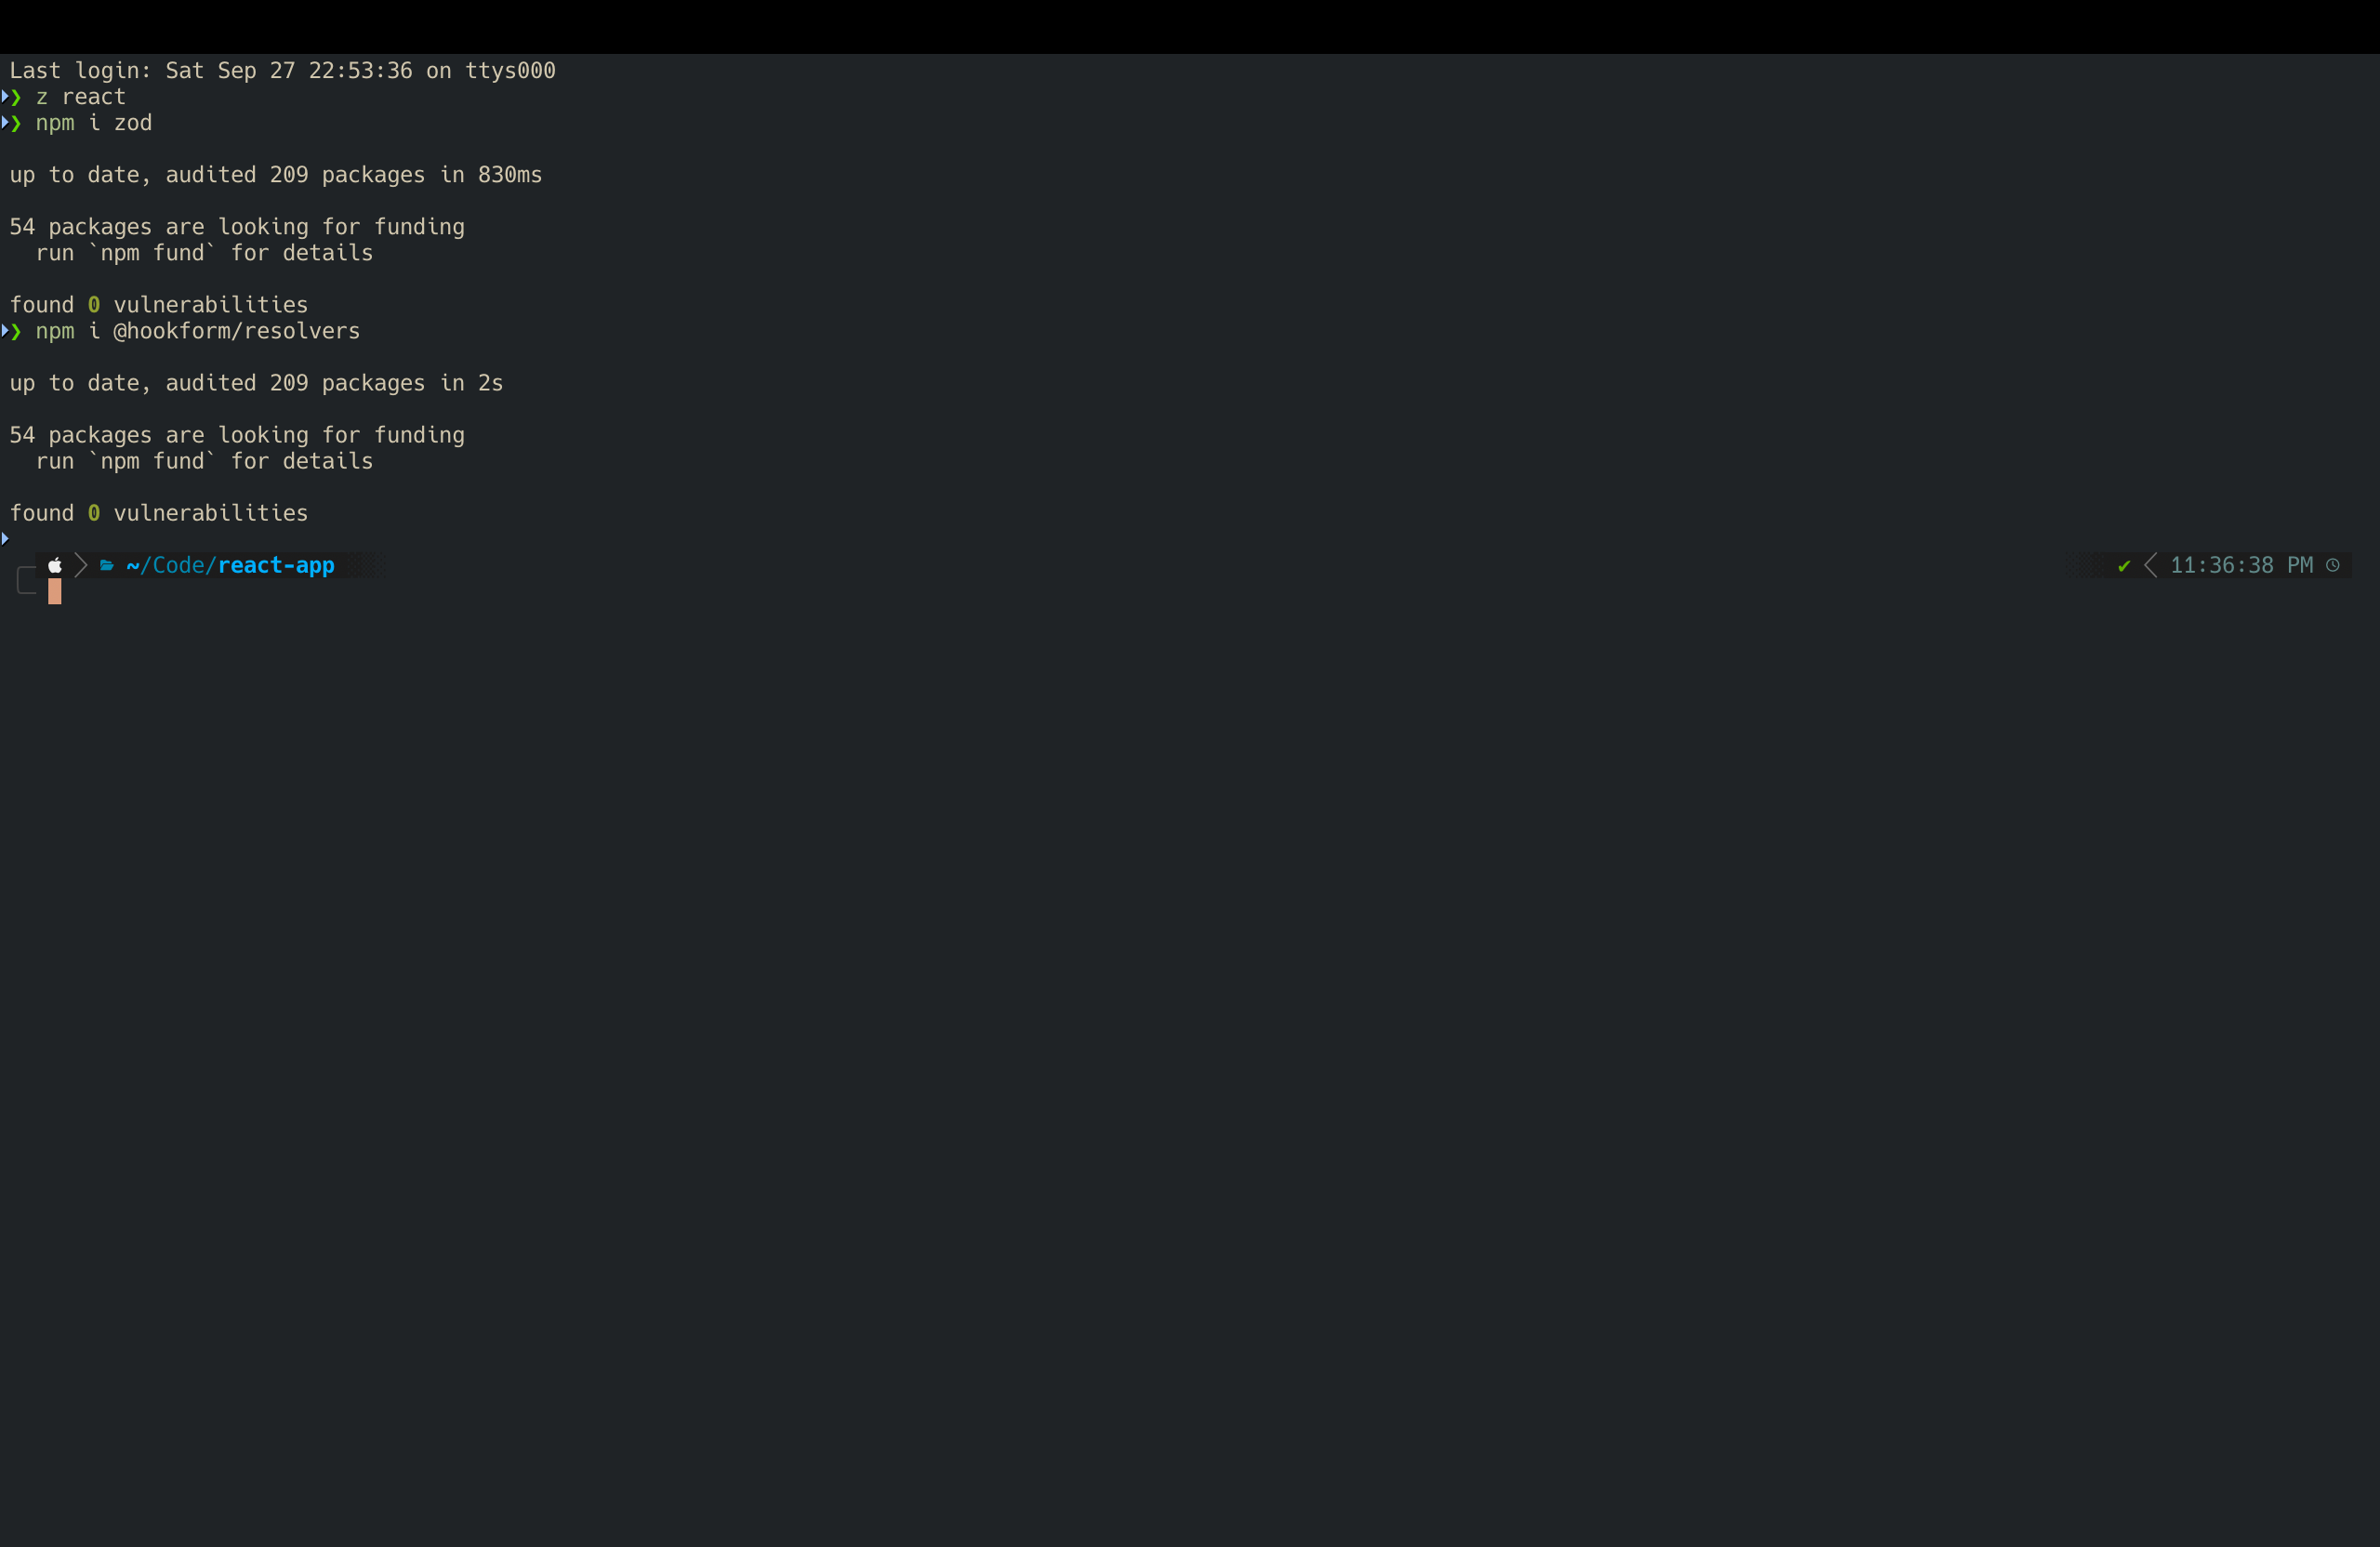 Last login: Sat Sep 27 22:53:36 on ttys000
❯ z react
❯ npm i zod
up to date, audited 209 packages in 830ms
54 packages are looking for funding
  run `npm fund` for details
found 0 vulnerabilities
❯ npm i @hookform/resolvers
up to date, audited 209 packages in 2s
54 packages are looking for funding
  run `npm fund` for details
found 0 vulnerabilities
~/Code/react-app ✔ 11:36:38 PM